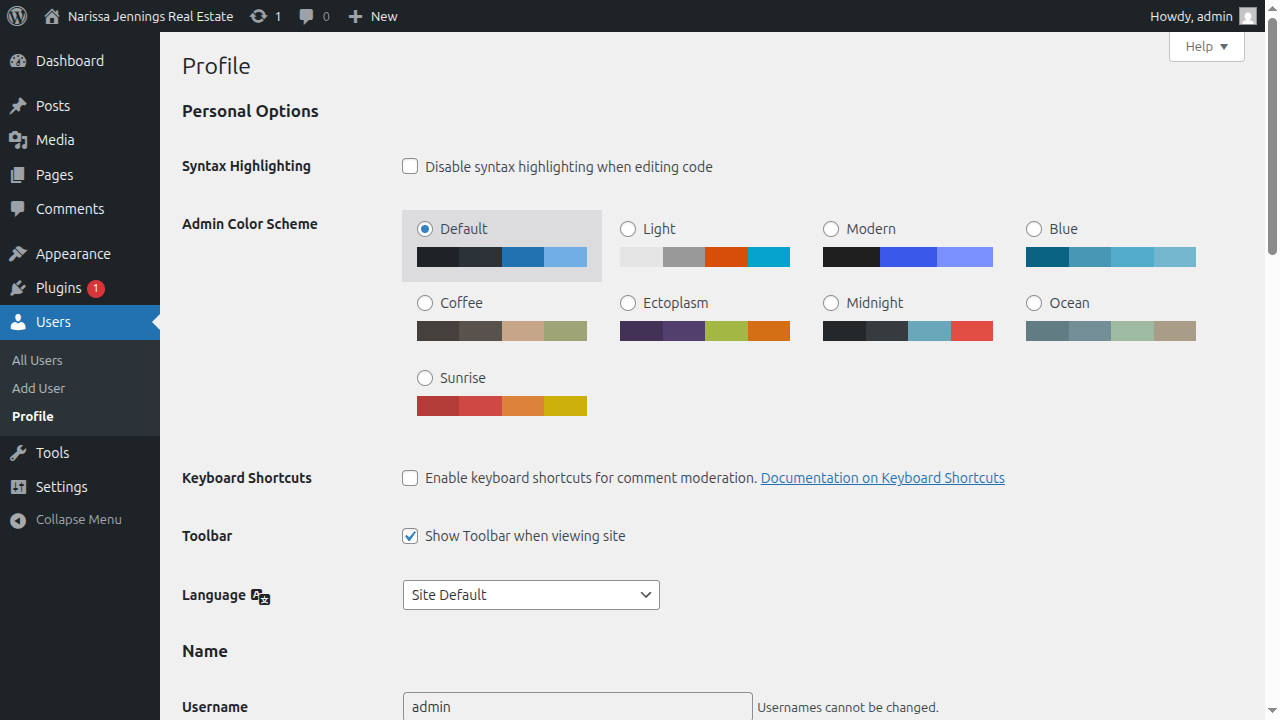 Narissa Jennings Real Estate 1 0 New Howdy, admin
Help
Dashboard
Posts
Media
Pages
Comments
Appearance
Plugins 1
Users
All Users
Add User
Profile
Tools
Settings
Collapse Menu
Profile
Personal Options
Syntax Highlighting Disable syntax highlighting when editing code
Admin Color Scheme Default Light Modern Blue
Coffee Ectoplasm Midnight Ocean
Sunrise
Keyboard Shortcuts Enable keyboard shortcuts for comment moderation. Documentation on Keyboard Shortcuts
Toolbar Show Toolbar when viewing site
Language Site Default
Name
Username admin Usernames cannot be changed.